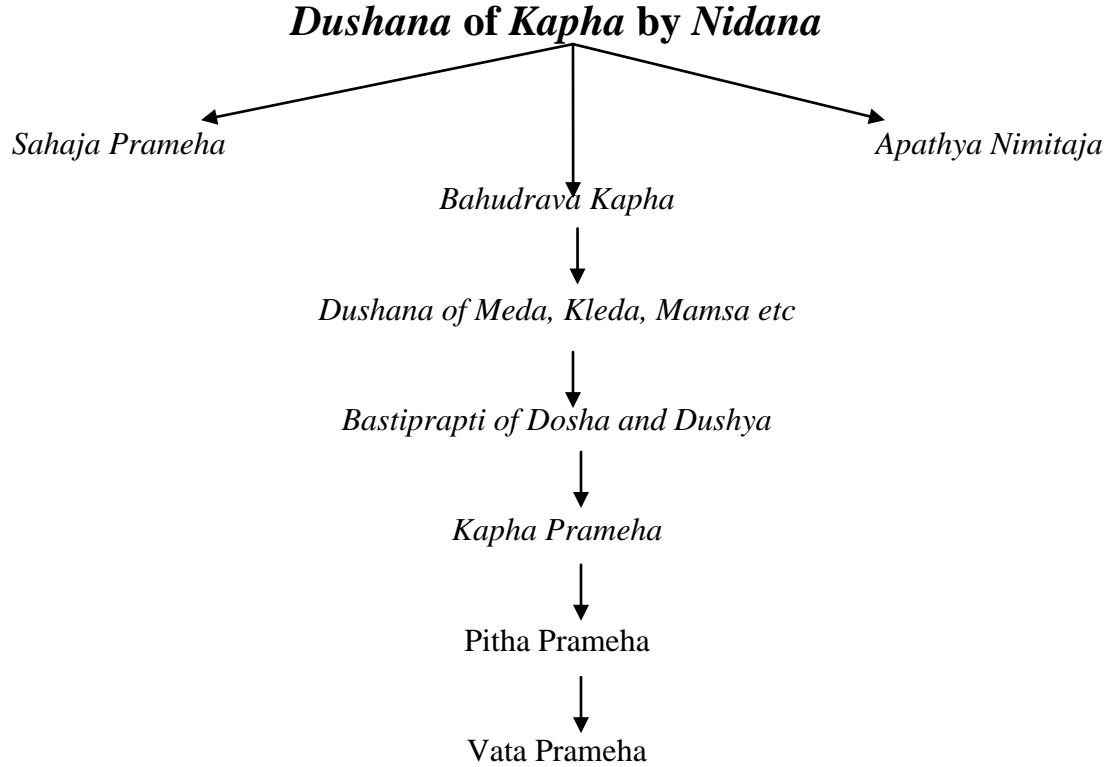 Dushana of Kapha by Nidana
Sahaja Prameha
Apathya Nimitaja
Bahudrava Kapha
Dushana of Meda, Kleda, Mamsa etc
Bastiprapti of Dosha and Dushya
Kapha Prameha
Pitha Prameha
Vata Prameha